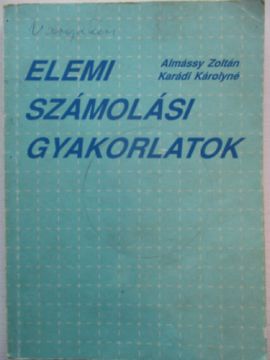 Almássy Zoltán
Karádi Károlyné
ELEMI
SZÁMOLÁSI
GYAKORLATOK